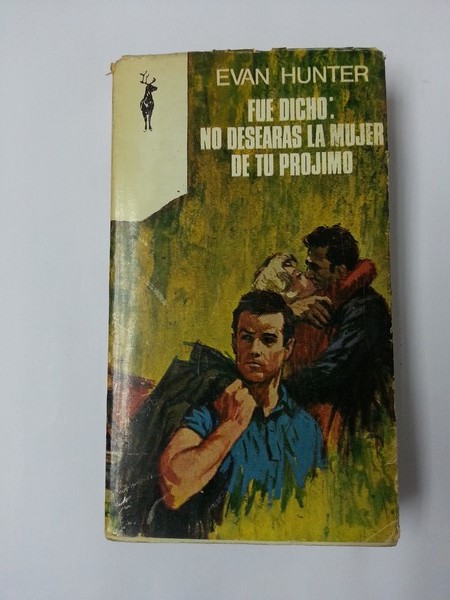 EVAN HUNTER
FUE DICHO:
NO DESEARAS LA MUJER
DE TU PROJIMO